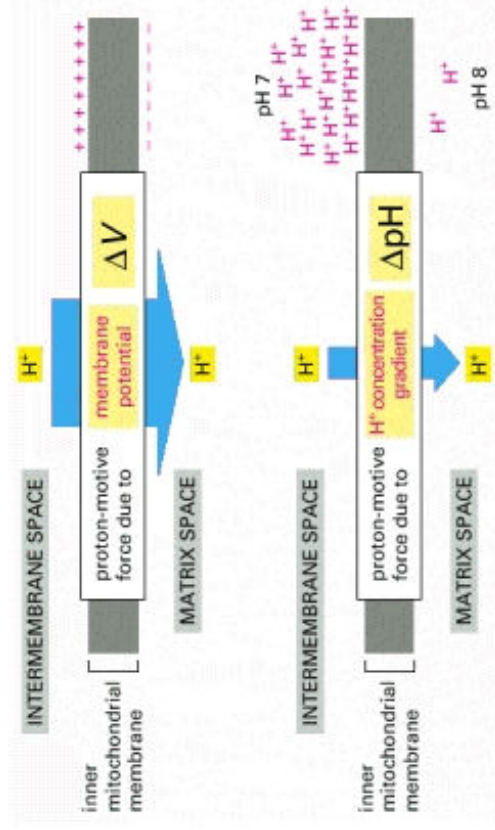 INTERMEMBRANE SPACE
H⁺
+ + + + + + + +
inner
mitochondrial
membrane
proton-motive
force due to
membrane
potential
ΔV
– – – – – – – –
MATRIX SPACE
H⁺
INTERMEMBRANE SPACE
H⁺
pH 7
H⁺ H⁺ H⁺ H⁺
H⁺ H⁺ H⁺ H⁺
H⁺ H⁺ H⁺ H⁺ H⁺
H⁺ H⁺ H⁺ H⁺ H⁺
inner
mitochondrial
membrane
proton-motive
force due to
H⁺ concentration
gradient
ΔpH
MATRIX SPACE
H⁺
H⁺ H⁺
pH 8